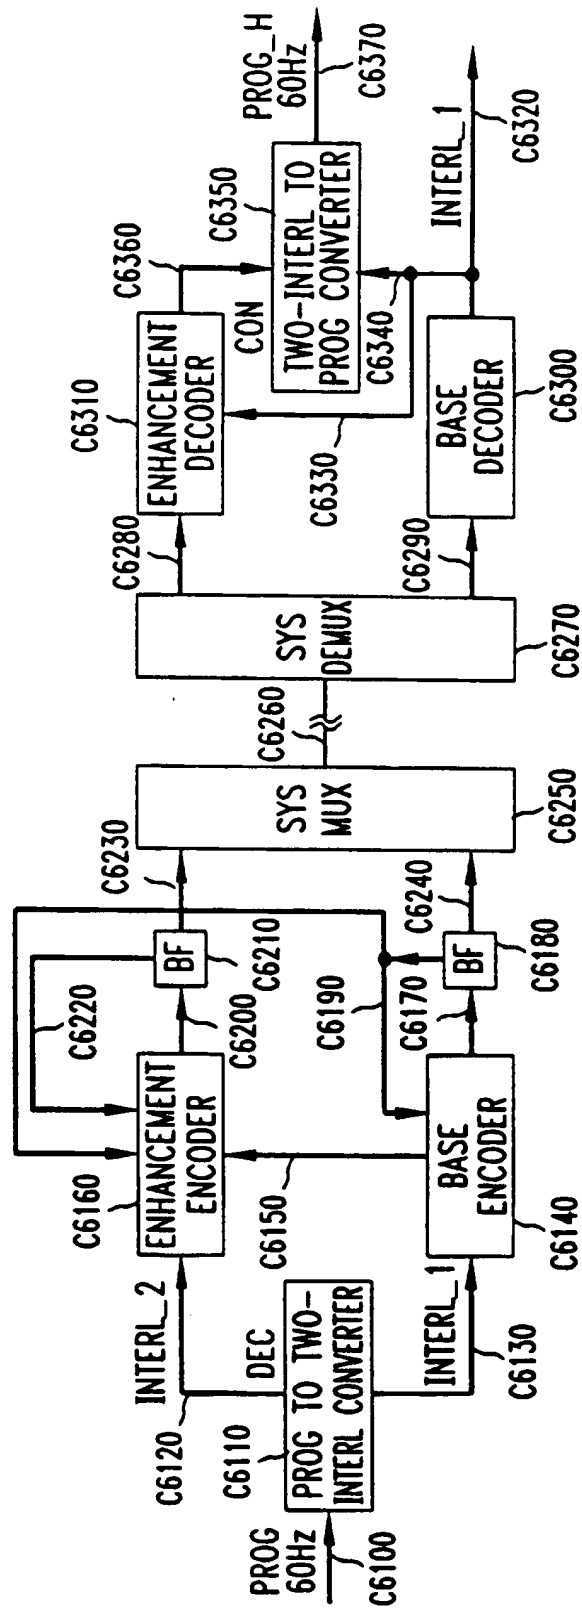 PROG
60Hz
C6100
C6110
PROG TO TWO-
INTERL CONVERTER
DEC
C6120
INTERL_2
INTERL_1
C6130
C6160
ENHANCEMENT
ENCODER
C6150
BASE
ENCODER
C6140
C6220
C6200
BF
C6210
C6190
C6170
BF
C6180
C6230
C6240
SYS
MUX
C6250
C6260
SYS
DEMUX
C6270
C6280
C6290
C6310
ENHANCEMENT
DECODER
C6330
BASE
DECODER
C6300
C6360
CON
C6350
TWO-INTERL TO
PROG CONVERTER
C6340
PROG_H
60Hz
C6370
INTERL_1
C6320